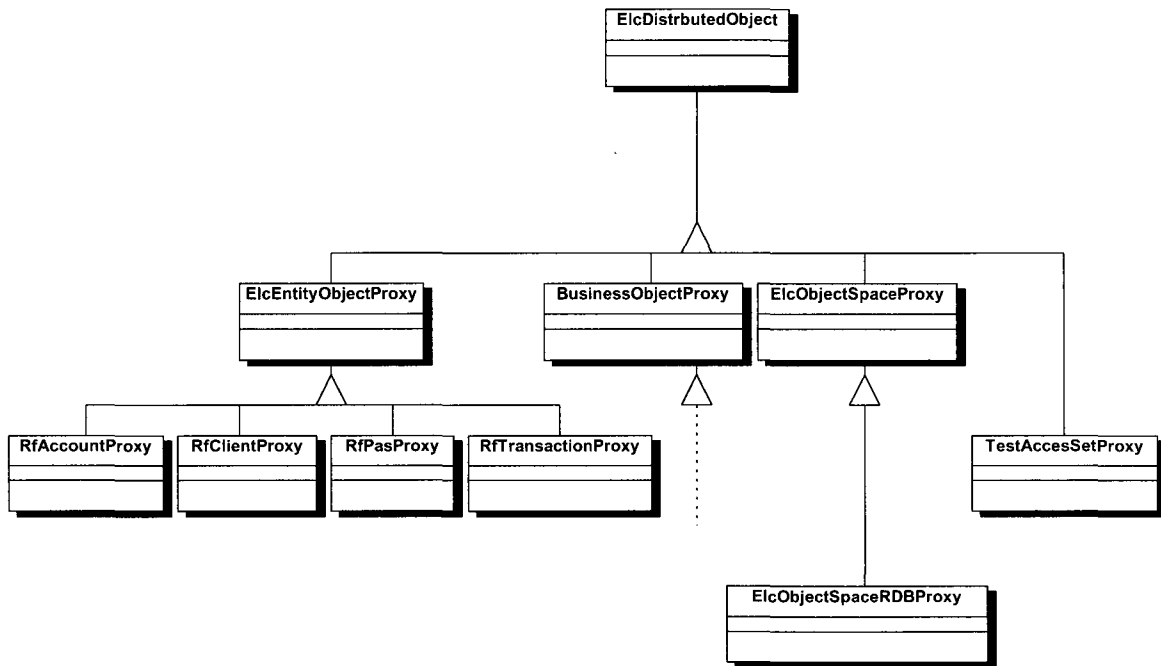 ElcDistrbutedObject
ElcEntityObjectProxy
BusinessObjectProxy
ElcObjectSpaceProxy
RfAccountProxy
RfClientProxy
RfPasProxy
RfTransactionProxy
TestAccesSetProxy
ElcObjectSpaceRDBProxy